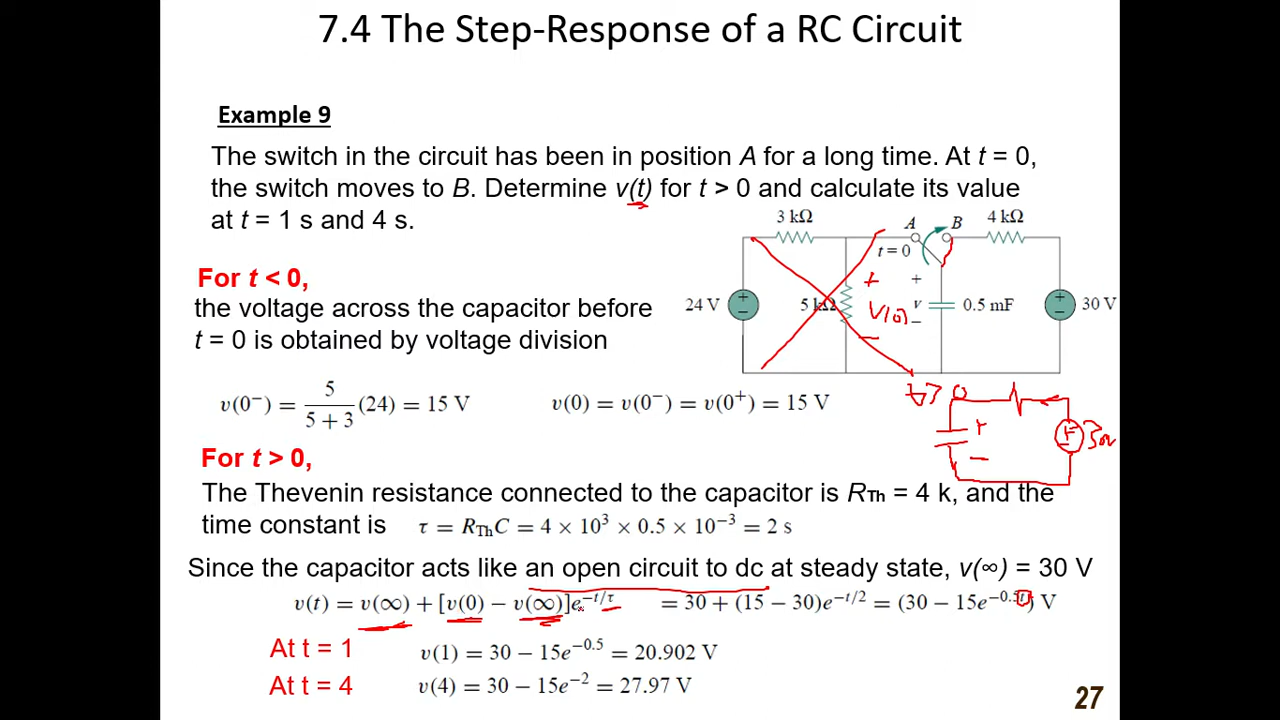 7.4 The Step-Response of a RC Circuit
Example 9
The switch in the circuit has been in position A for a long time. At t = 0,
the switch moves to B. Determine v(t) for t > 0 and calculate its value
at t = 1 s and 4 s.
3 kΩ
A
B
4 kΩ
t = 0
24 V
5 kΩ
+
V(0)
−
+
v
−
0.5 mF
30 V
For t < 0,
the voltage across the capacitor before
t = 0 is obtained by voltage division
v(0⁻) = 5/(5 + 3) (24) = 15 V
v(0) = v(0⁻) = v(0⁺) = 15 V
t>0
+
−
30V
For t > 0,
The Thevenin resistance connected to the capacitor is RTh = 4 k, and the
time constant is τ = RThC = 4 × 10³ × 0.5 × 10⁻³ = 2 s
Since the capacitor acts like an open circuit to dc at steady state, v(∞) = 30 V
v(t) = v(∞) + [v(0) − v(∞)]e^−t/τ = 30 + (15 − 30)e^−t/2 = (30 − 15e^−0.5t) V
At t = 1 v(1) = 30 − 15e^−0.5 = 20.902 V
At t = 4 v(4) = 30 − 15e^−2 = 27.97 V
27